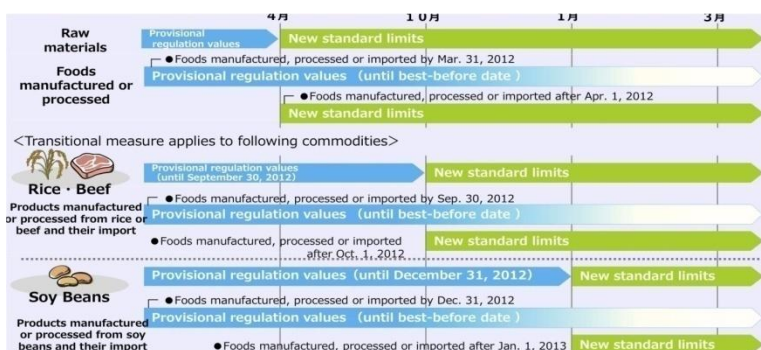 4月 10月 1月 3月
Raw materials
Provisional regulation values
New standard limits
●Foods manufactured, processed or imported by Mar. 31, 2012
Foods manufactured or processed
Provisional regulation values (until best-before date )
●Foods manufactured, processed or imported after Apr. 1, 2012
New standard limits
<Transitional measure applies to following commodities>
Rice・Beef
Provisional regulation values
(until September 30, 2012)
New standard limits
●Foods manufactured, processed or imported by Sep. 30, 2012
Products manufactured
or processed from rice or
beef and their import
Provisional regulation values (until best-before date )
●Foods manufactured, processed or imported
after Oct. 1, 2012
New standard limits
Soy Beans
Provisional regulation values (until December 31, 2012)
New standard limits
●Foods manufactured, processed or imported by Dec. 31, 2012
Products manufactured
or processed from soy
beans and their import
Provisional regulation values (until best-before date )
●Foods manufactured, processed or imported after Jan. 1, 2013
New standard limits